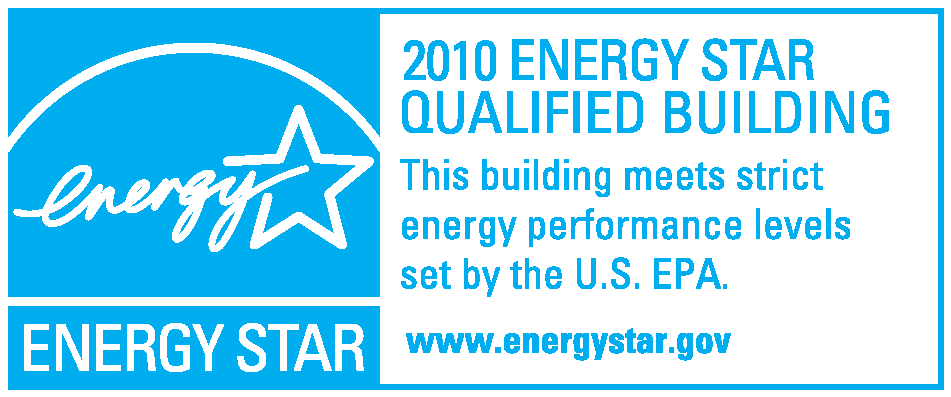 energy
ENERGY STAR
2010 ENERGY STAR
QUALIFIED BUILDING
This building meets strict
energy performance levels
set by the U.S. EPA.
www.energystar.gov